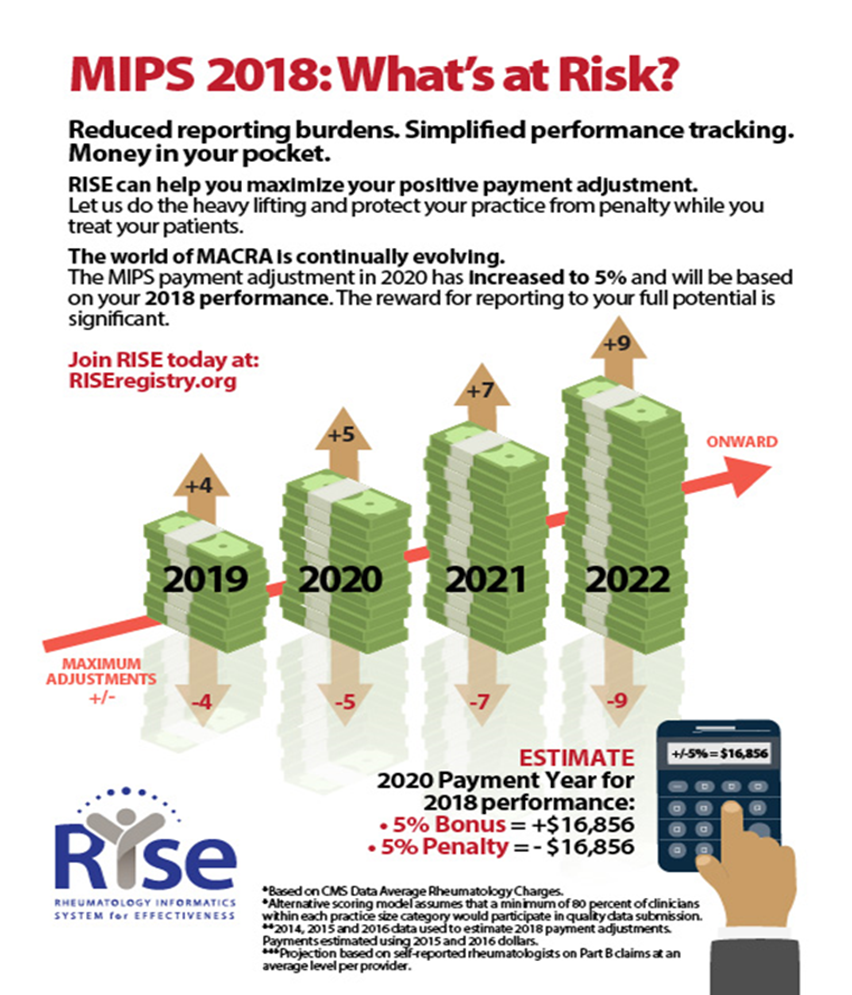 MIPS 2018: What's at Risk?
Reduced reporting burdens. Simplified performance tracking.
Money in your pocket.
RISE can help you maximize your positive payment adjustment.
Let us do the heavy lifting and protect your practice from penalty while you
treat your patients.
The world of MACRA is continually evolving.
The MIPS payment adjustment in 2020 has increased to 5% and will be based
on your 2018 performance. The reward for reporting to your full potential is
significant.
Join RISE today at:
RISEregistry.org
+4
+5
+7
+9
ONWARD
2019
2020
2021
2022
MAXIMUM
ADJUSTMENTS
+/-
-4
-5
-7
-9
ESTIMATE
2020 Payment Year for
2018 performance:
• 5% Bonus = +$16,856
• 5% Penalty = - $16,856
+/-5% = $16,856
RISE
RHEUMATOLOGY INFORMATICS
SYSTEM for EFFECTIVENESS
*Based on CMS Data Average Rheumatology Charges.
*Alternative scoring model assumes that a minimum of 80 percent of clinicians
within each practice size category would participate in quality data submission.
**2014, 2015 and 2016 data used to estimate 2018 payment adjustments.
Payments estimated using 2015 and 2016 dollars.
***Projection based on self-reported rheumatologists on Part B claims at an
average level per provider.